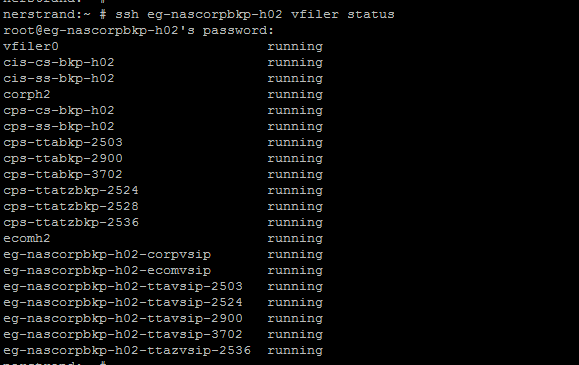 nerstrand:~ #
nerstrand:~ # ssh eg-nascorpbkp-h02 vfiler status
root@eg-nascorpbkp-h02's password:
vfiler0 running
cis-cs-bkp-h02 running
cis-ss-bkp-h02 running
corph2 running
cps-cs-bkp-h02 running
cps-ss-bkp-h02 running
cps-ttabkp-2503 running
cps-ttabkp-2900 running
cps-ttabkp-3702 running
cps-ttatzbkp-2524 running
cps-ttatzbkp-2528 running
cps-ttatzbkp-2536 running
ecomh2 running
eg-nascorpbkp-h02-corpvsip running
eg-nascorpbkp-h02-ecomvsip running
eg-nascorpbkp-h02-ttavsip-2503 running
eg-nascorpbkp-h02-ttavsip-2524 running
eg-nascorpbkp-h02-ttavsip-2900 running
eg-nascorpbkp-h02-ttavsip-3702 running
eg-nascorpbkp-h02-ttazvsip-2536 running
nerstrand:~ #